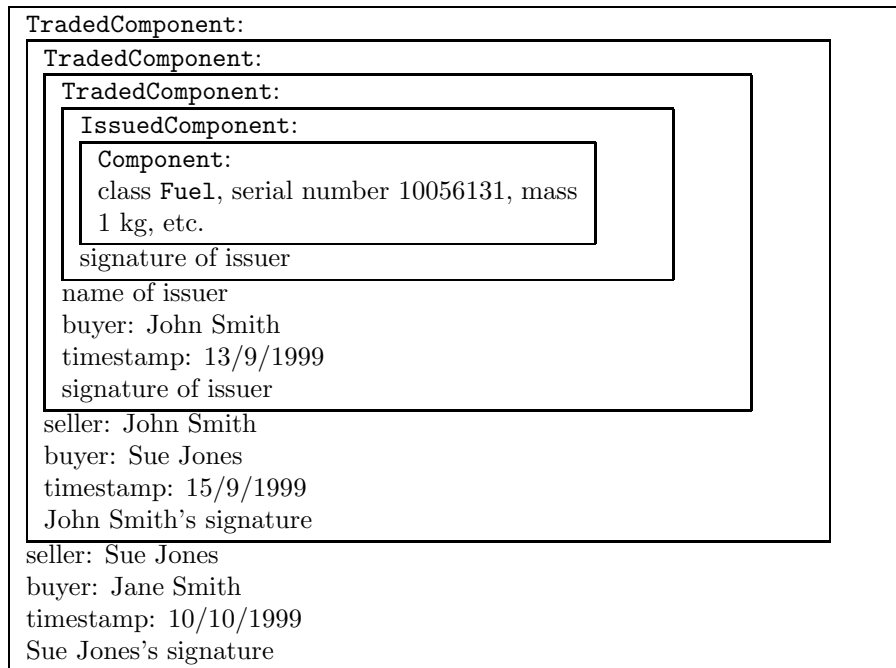 TradedComponent:
TradedComponent:
TradedComponent:
IssuedComponent:
Component:
class Fuel, serial number 10056131, mass
1 kg, etc.
signature of issuer
name of issuer
buyer: John Smith
timestamp: 13/9/1999
signature of issuer
seller: John Smith
buyer: Sue Jones
timestamp: 15/9/1999
John Smith's signature
seller: Sue Jones
buyer: Jane Smith
timestamp: 10/10/1999
Sue Jones's signature